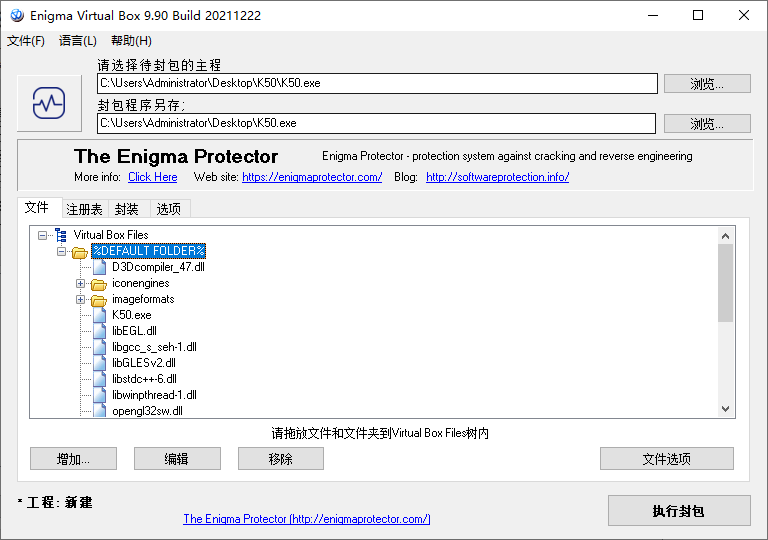 Enigma Virtual Box 9.90 Build 20211222
文件(F) 语言(L) 帮助(H)
请选择待封包的主程
C:\Users\Administrator\Desktop\K50\K50.exe 浏览...
封包程序另存;
C:\Users\Administrator\Desktop\K50.exe 浏览...
The Enigma Protector Enigma Protector - protection system against cracking and reverse engineering
More info: Click Here Web site: https://enigmaprotector.com/ Blog: http://softwareprotection.info/
文件 注册表 封装 选项
Virtual Box Files
%DEFAULT FOLDER%
D3Dcompiler_47.dll
iconengines
imageformats
K50.exe
libEGL.dll
libgcc_s_seh-1.dll
libGLESv2.dll
libstdc++-6.dll
libwinpthread-1.dll
opengl32sw.dll
请拖放文件和文件夹到Virtual Box Files树内
增加... 编辑 移除 文件选项
* 工程: 新建
The Enigma Protector (http://enigmaprotector.com/) 执行封包